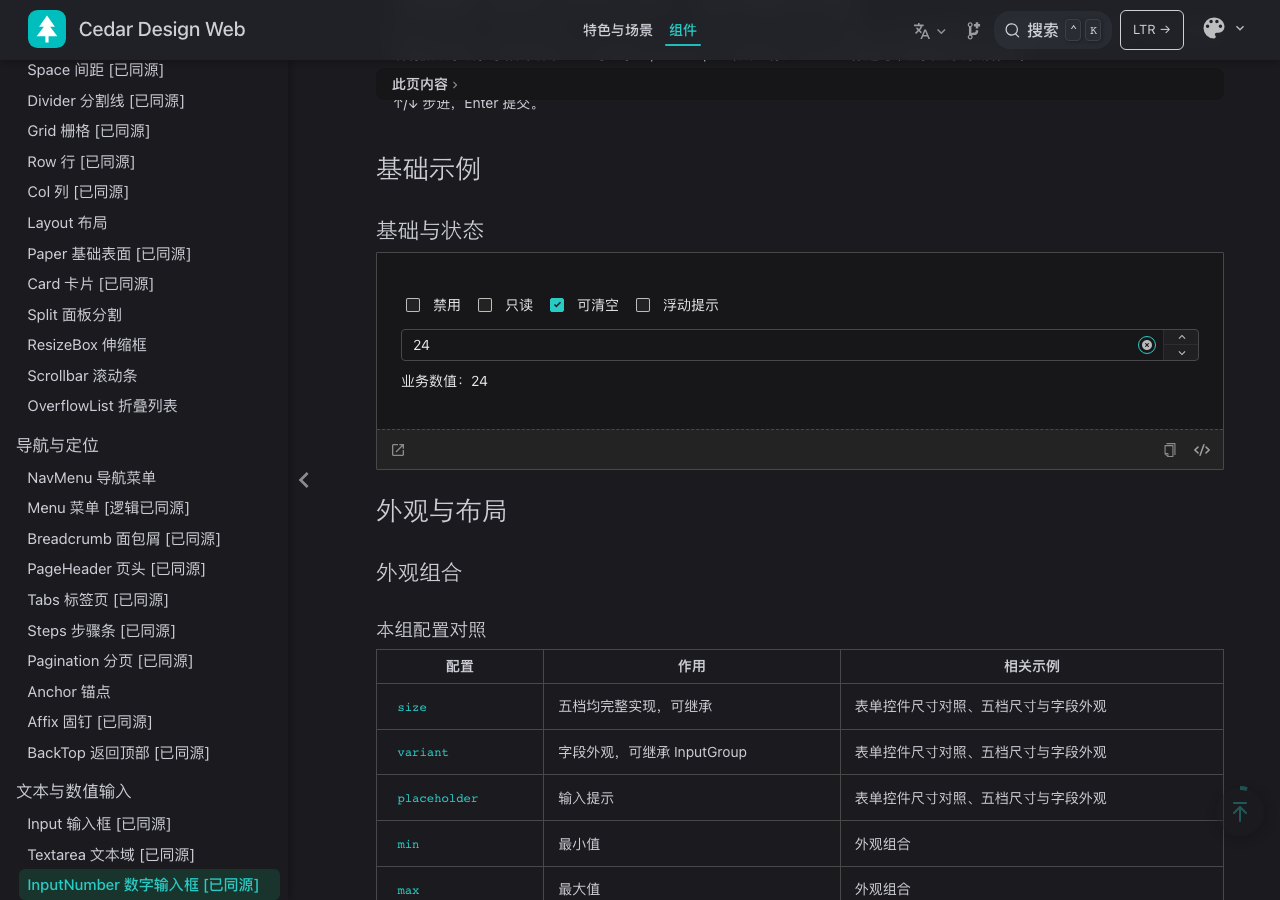 Cedar Design Web
特色与场景
组件
搜索
^
K
LTR →
Space 间距 [已同源]
Divider 分割线 [已同源]
Grid 栅格 [已同源]
Row 行 [已同源]
Col 列 [已同源]
Layout 布局
Paper 基础表面 [已同源]
Card 卡片 [已同源]
Split 面板分割
ResizeBox 伸缩框
Scrollbar 滚动条
OverflowList 折叠列表
导航与定位
NavMenu 导航菜单
Menu 菜单 [逻辑已同源]
Breadcrumb 面包屑 [已同源]
PageHeader 页头 [已同源]
Tabs 标签页 [已同源]
Steps 步骤条 [已同源]
Pagination 分页 [已同源]
Anchor 锚点
Affix 固钉 [已同源]
BackTop 返回顶部 [已同源]
文本与数值输入
Input 输入框 [已同源]
Textarea 文本域 [已同源]
InputNumber 数字输入框 [已同源]
此页内容 ›
↑/↓ 步进，Enter 提交。
基础示例
基础与状态
禁用 只读 可清空 浮动提示
24
业务数值：24
外观与布局
外观组合
本组配置对照
配置 作用 相关示例
size 五档均完整实现，可继承 表单控件尺寸对照、五档尺寸与字段外观
variant 字段外观，可继承 InputGroup 表单控件尺寸对照、五档尺寸与字段外观
placeholder 输入提示 表单控件尺寸对照、五档尺寸与字段外观
min 最小值 外观组合
max 最大值 外观组合